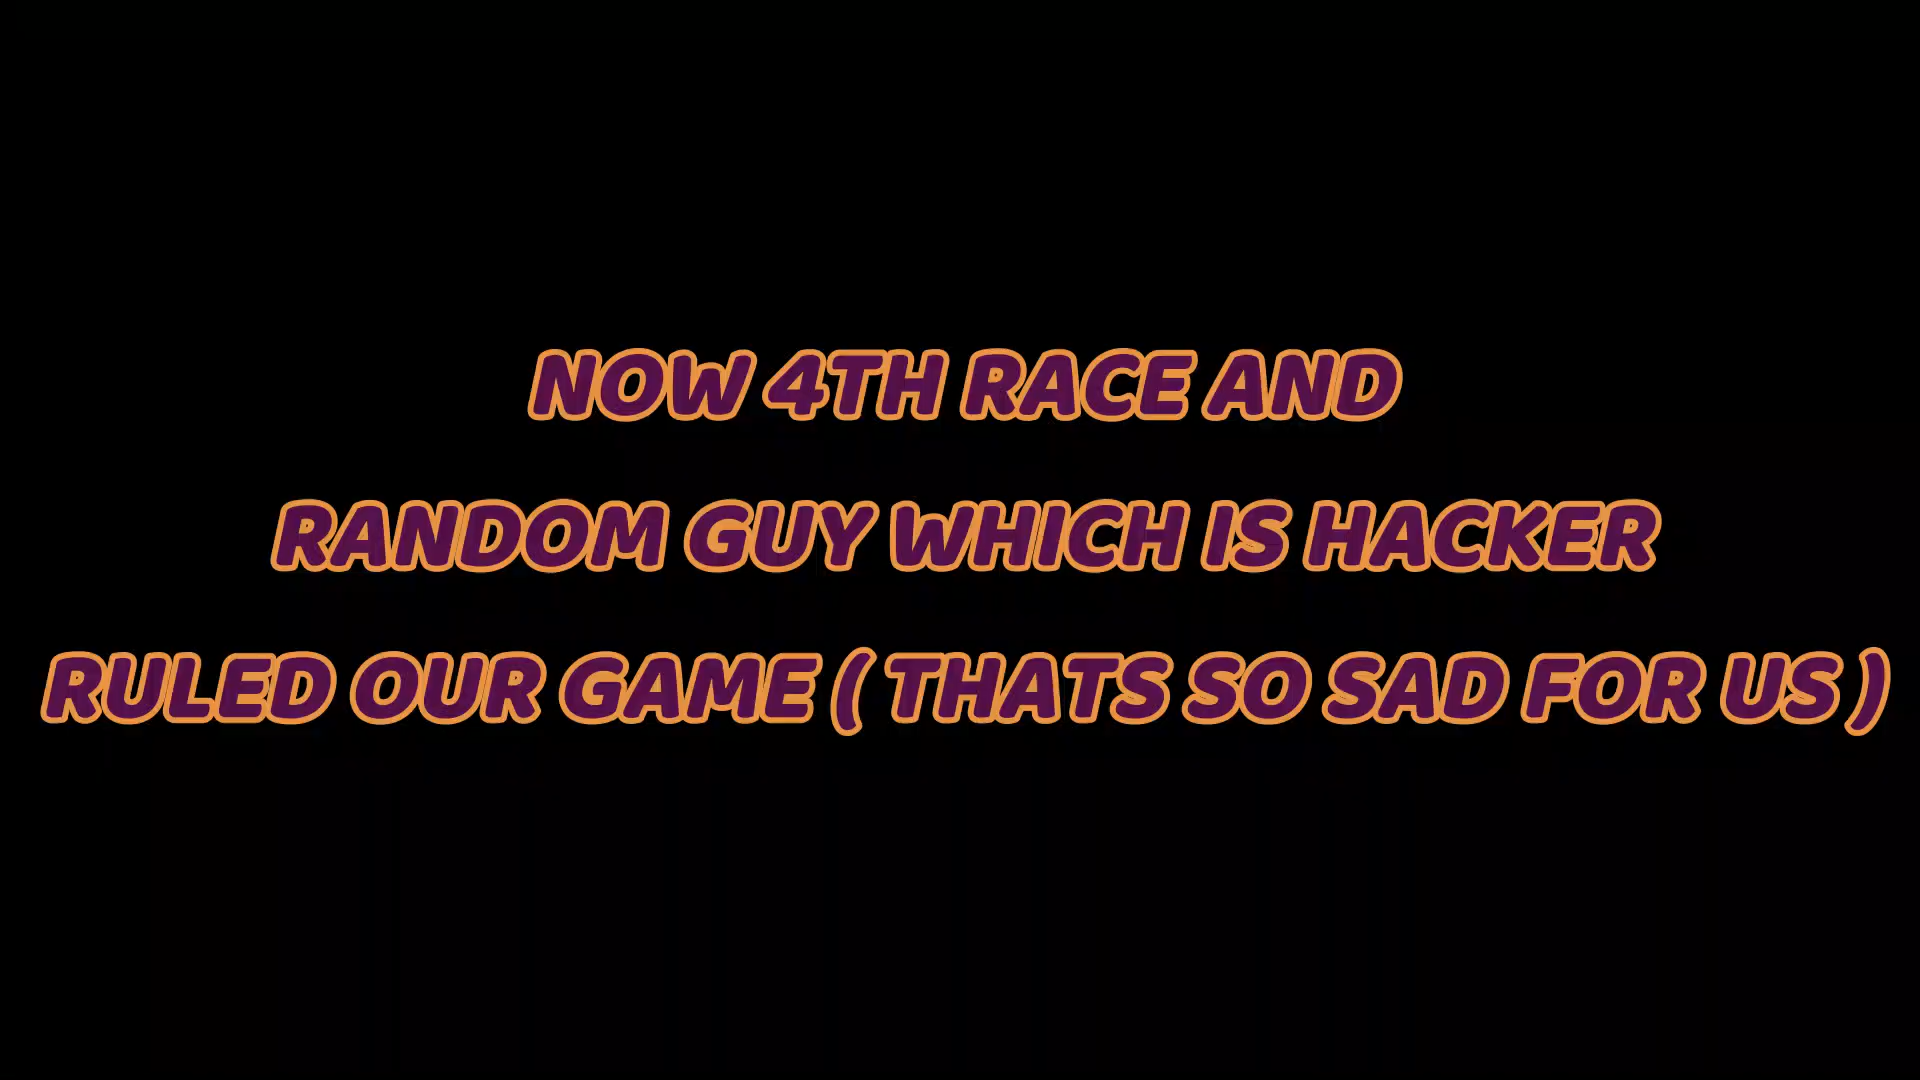 NOW 4TH RACE AND
RANDOM GUY WHICH IS HACKER
RULED OUR GAME ( THATS SO SAD FOR US )